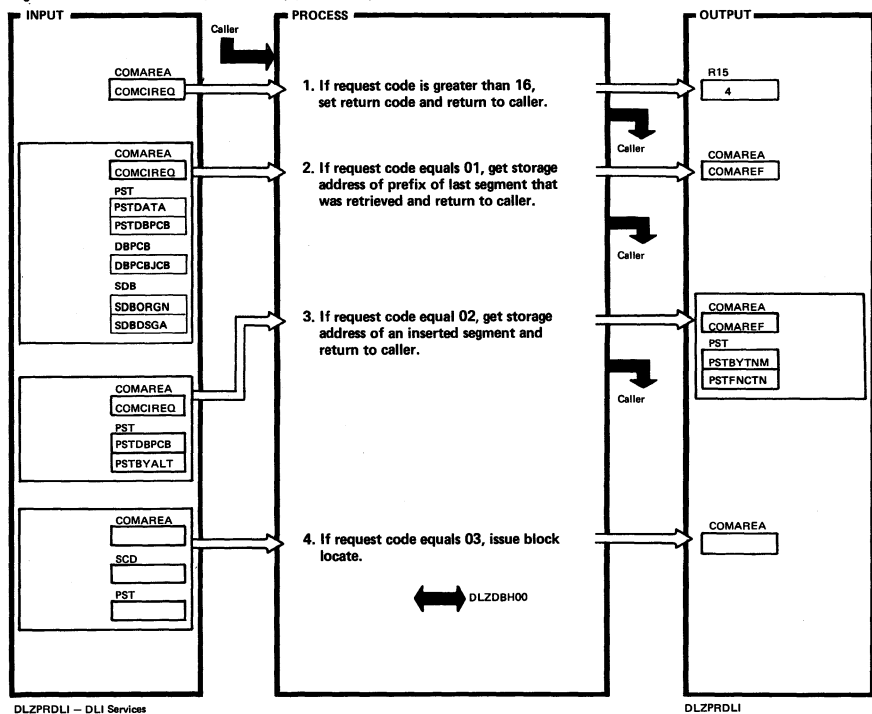 INPUT
PROCESS
OUTPUT
Caller
COMAREA
COMCIREQ
1. If request code is greater than 16,
set return code and return to caller.
R15
4
Caller
COMAREA
COMCIREQ
PST
PSTDATA
PSTDBPCB
DBPCB
DBPCBJCB
SDB
SDBORGN
SDBDSGA
2. If request code equals 01, get storage
address of prefix of last segment that
was retrieved and return to caller.
COMAREA
COMAREF
Caller
COMAREA
COMCIREQ
PST
PSTDBPCB
PSTBYALT
3. If request code equal 02, get storage
address of an inserted segment and
return to caller.
COMAREA
COMAREF
PST
PSTBYTNM
PSTFNCTN
Caller
COMAREA
SCD
PST
4. If request code equals 03, issue block
locate.
DLZDBH00
COMAREA
DLZPRDLI — DLI Services
DLZPRDLI